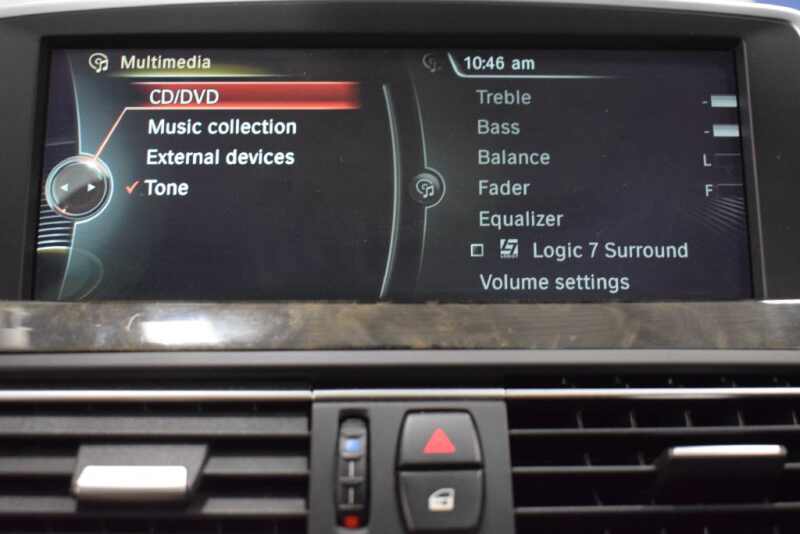 Multimedia
CD/DVD
Music collection
External devices
Tone
10:46 am
Treble -
Bass -
Balance L
Fader F
Equalizer
Logic 7 Surround
Volume settings